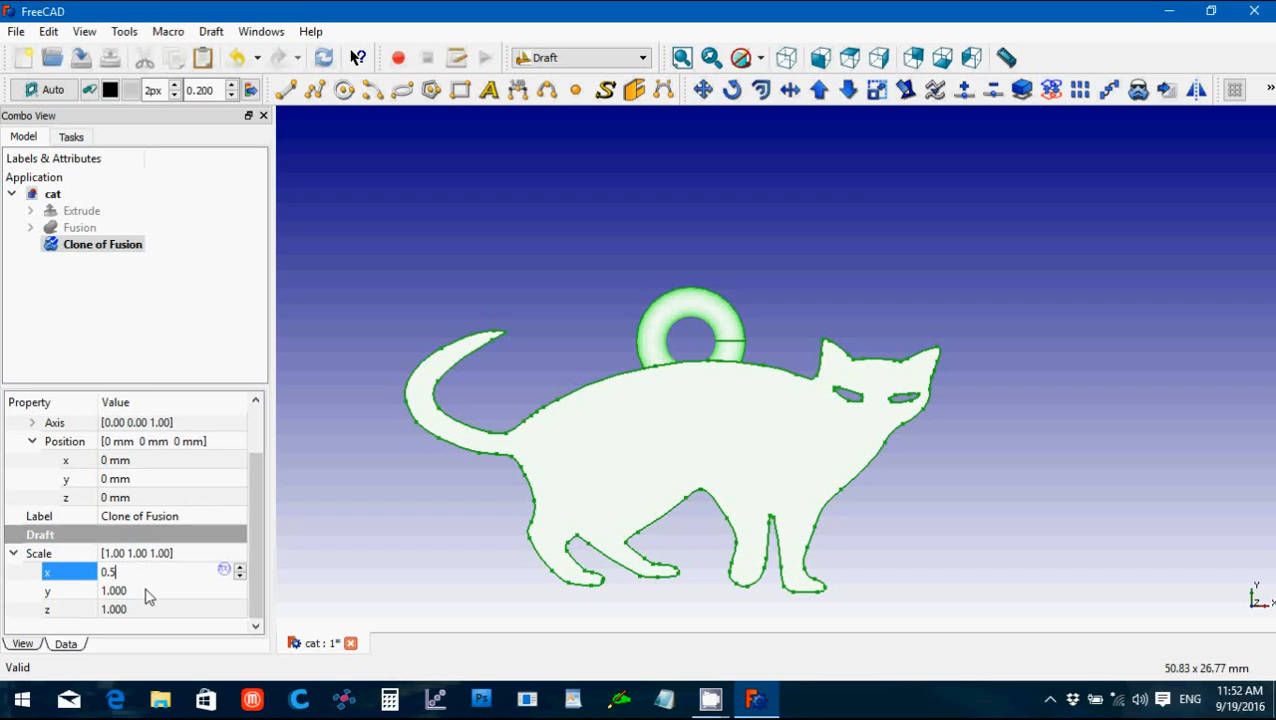 FreeCAD
File Edit View Tools Macro Draft Windows Help
Draft
Auto 2px 0.200
Combo View
Model Tasks
Labels & Attributes
Application
cat
Extrude
Fusion
Clone of Fusion
Property Value
Axis [0.00 0.00 1.00]
Position [0 mm 0 mm 0 mm]
x 0 mm
y 0 mm
z 0 mm
Label Clone of Fusion
Draft
Scale [1.00 1.00 1.00]
x 0.5
y 1.000
z 1.000
View Data
cat : 1*
Y
Z X
Valid
50.83 x 26.77 mm
ENG
11:52 AM
9/19/2016